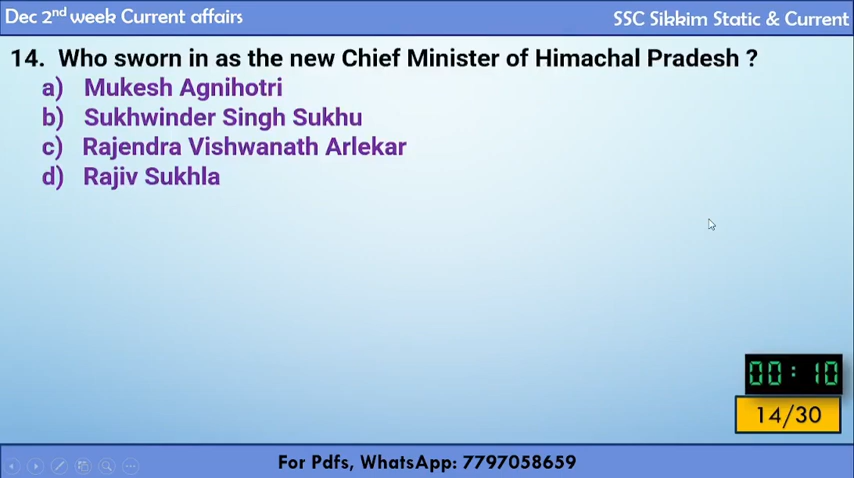 Dec 2nd week Current affairs
SSC Sikkim Static & Current
14. Who sworn in as the new Chief Minister of Himachal Pradesh ?
a) Mukesh Agnihotri
b) Sukhwinder Singh Sukhu
c) Rajendra Vishwanath Arlekar
d) Rajiv Sukhla
00:10
14/30
For Pdfs, WhatsApp: 7797058659